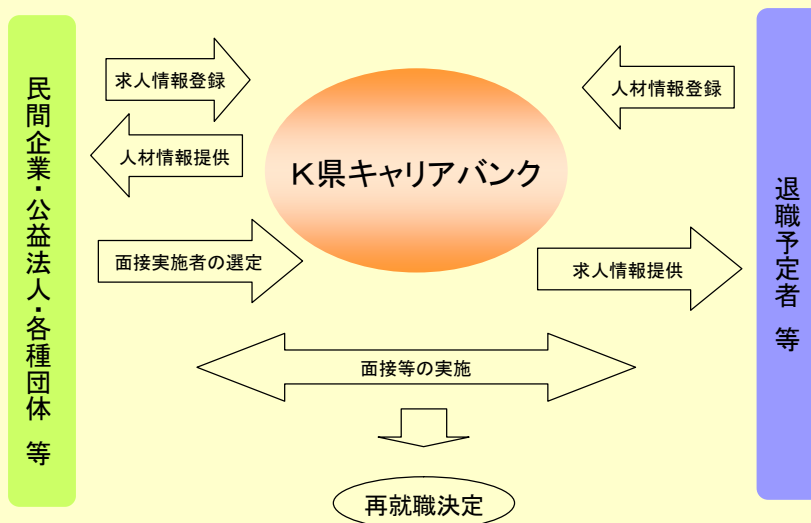 民間企業・公益法人・各種団体 等
求人情報登録
人材情報提供
面接実施者の選定
K県キャリアバンク
人材情報登録
求人情報提供
退職予定者 等
面接等の実施
再就職決定